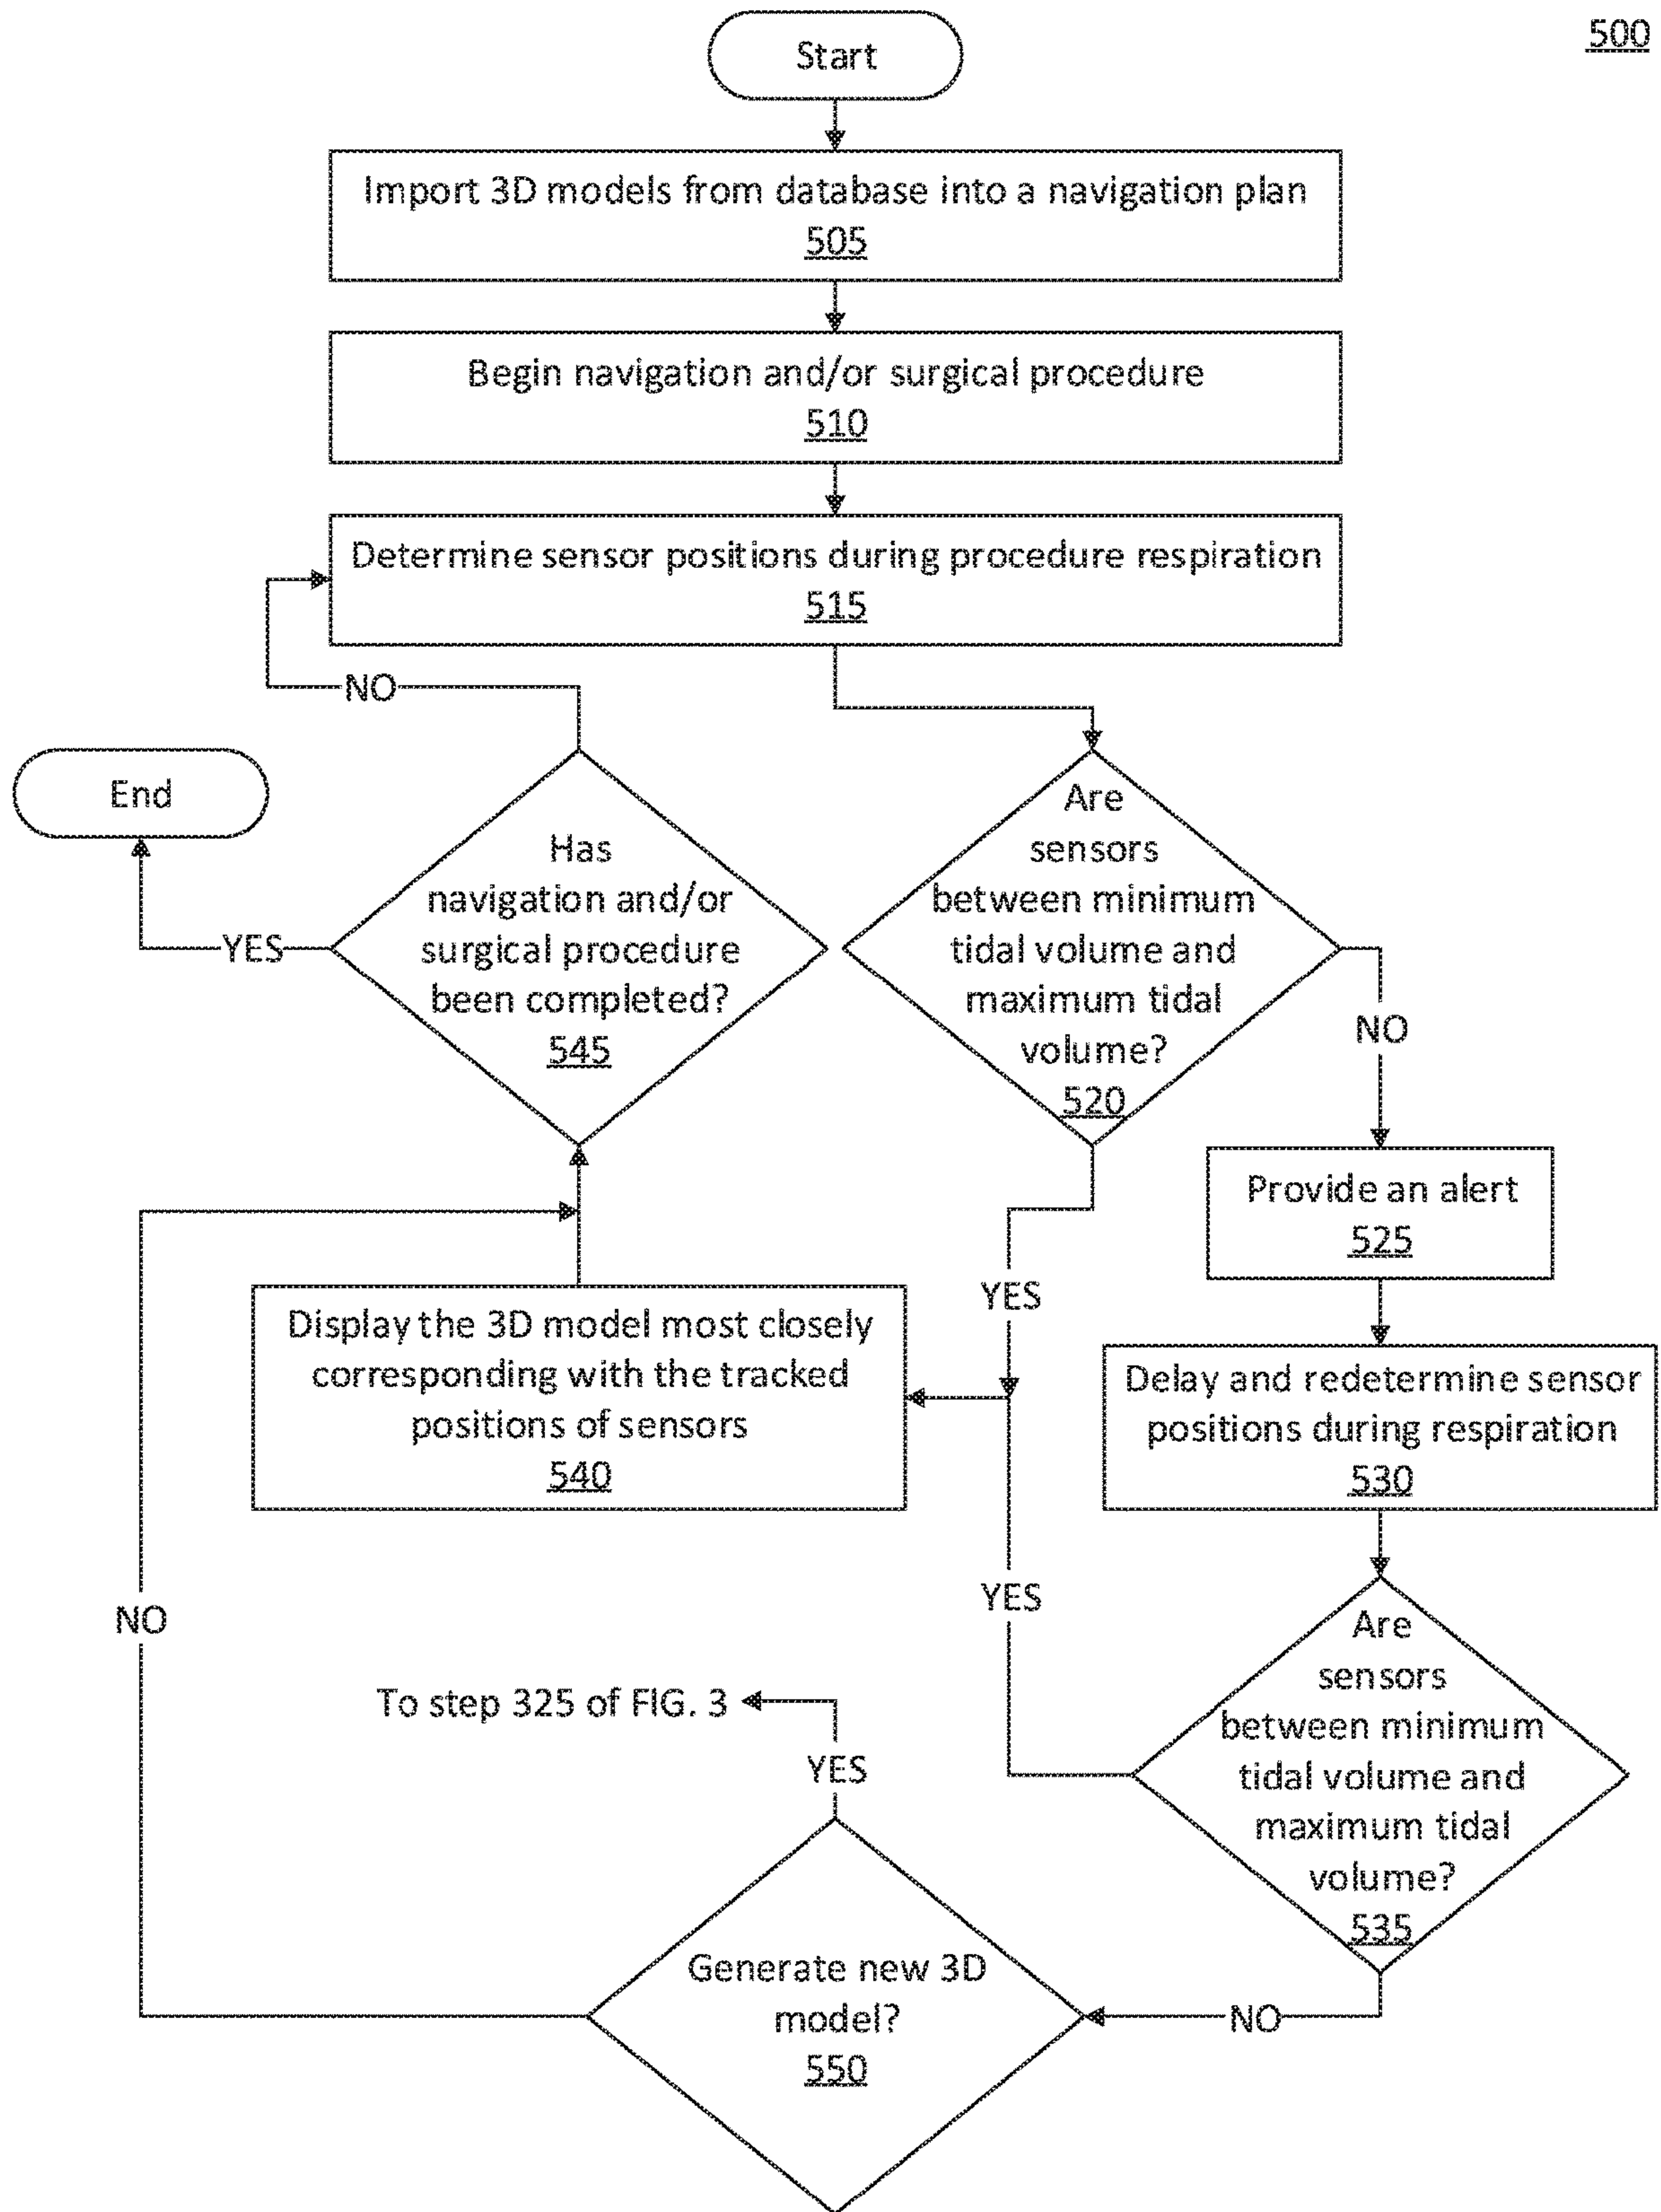 500
Start
Import 3D models from database into a navigation plan
505
Begin navigation and/or surgical procedure
510
Determine sensor positions during procedure respiration
515
NO
End
YES
Has
navigation and/or
surgical procedure
been completed?
545
Are
sensors
between minimum
tidal volume and
maximum tidal
volume?
520
NO
YES
Provide an alert
525
Display the 3D model most closely
corresponding with the tracked
positions of sensors
540
Delay and redetermine sensor
positions during respiration
530
YES
NO
Are
sensors
between minimum
tidal volume and
maximum tidal
volume?
535
To step 325 of FIG. 3
YES
Generate new 3D
model?
550
NO